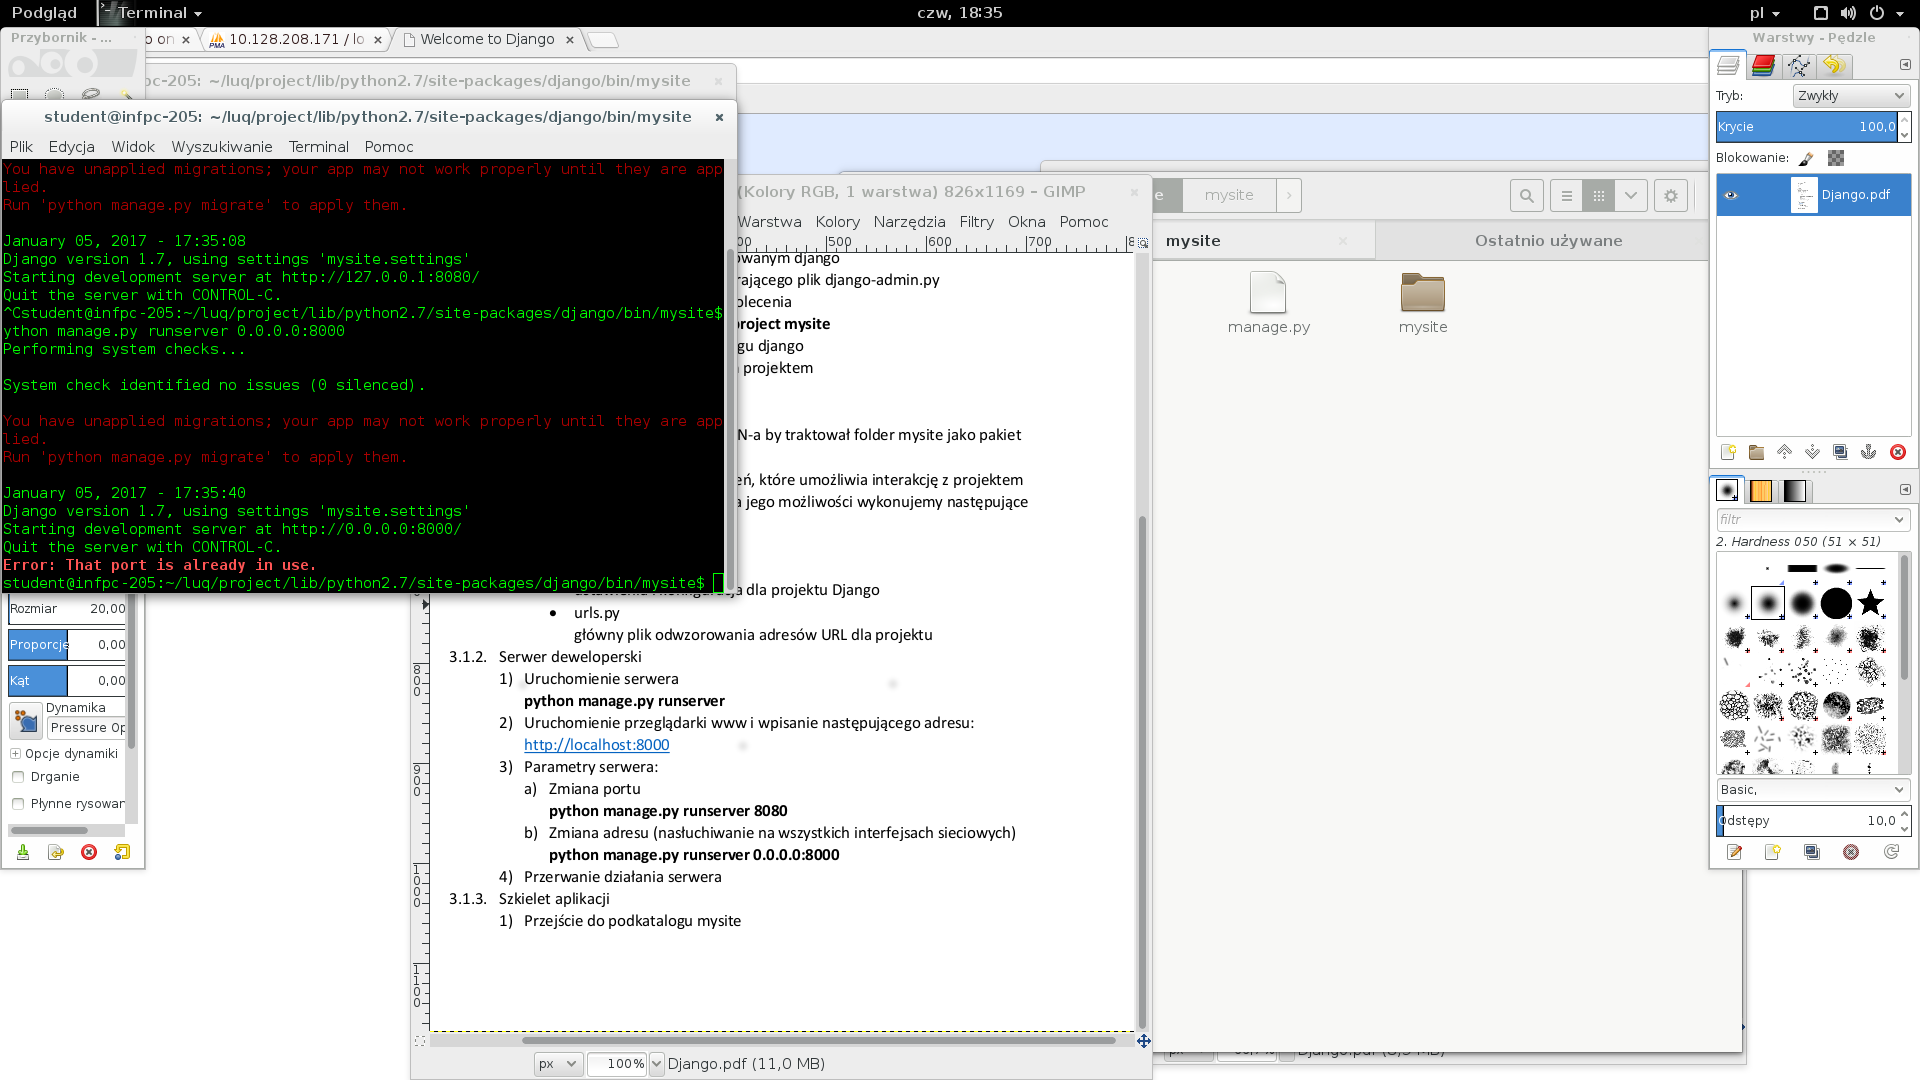 Podgląd
Terminal
czw, 18:35
pl
Przybornik - ...
o on
10.128.208.171 / lo
Welcome to Django
Warstwy - Pędzle
pc-205: ~/luq/project/lib/python2.7/site-packages/django/bin/mysite
student@infpc-205: ~/luq/project/lib/python2.7/site-packages/django/bin/mysite
Plik Edycja Widok Wyszukiwanie Terminal Pomoc
You have unapplied migrations; your app may not work properly until they are app
lied.
Run 'python manage.py migrate' to apply them.
January 05, 2017 - 17:35:08
Django version 1.7, using settings 'mysite.settings'
Starting development server at http://127.0.0.1:8080/
Quit the server with CONTROL-C.
^Cstudent@infpc-205:~/luq/project/lib/python2.7/site-packages/django/bin/mysite$
ython manage.py runserver 0.0.0.0:8000
Performing system checks...
System check identified no issues (0 silenced).
You have unapplied migrations; your app may not work properly until they are app
lied.
Run 'python manage.py migrate' to apply them.
January 05, 2017 - 17:35:40
Django version 1.7, using settings 'mysite.settings'
Starting development server at http://0.0.0.0:8000/
Quit the server with CONTROL-C.
Error: That port is already in use.
student@infpc-205:~/luq/project/lib/python2.7/site-packages/django/bin/mysite$
(Kolory RGB, 1 warstwa) 826x1169 – GIMP
Warstwa Kolory Narzędzia Filtry Okna Pomoc
500 600 700
owanym django
rającego plik django-admin.py
olecenia
project mysite
gu django
projektem
N-a by traktował folder mysite jako pakiet
eń, które umożliwia interakcję z projektem
a jego możliwości wykonujemy następujące
dla projektu Django
• urls.py
główny plik odwzorowania adresów URL dla projektu
3.1.2. Serwer deweloperski
1) Uruchomienie serwera
python manage.py runserver
2) Uruchomienie przeglądarki www i wpisanie następującego adresu:
http://localhost:8000
3) Parametry serwera:
a) Zmiana portu
python manage.py runserver 8080
b) Zmiana adresu (nasłuchiwanie na wszystkich interfejsach sieciowych)
python manage.py runserver 0.0.0.0:8000
4) Przerwanie działania serwera
3.1.3. Szkielet aplikacji
1) Przejście do podkatalogu mysite
px 100% Django.pdf (11,0 MB)
mysite
mysite
Ostatnio używane
manage.py
mysite
Rozmiar 20,00
Proporcje 0,00
Kąt 0,00
Dynamika
Pressure Op
Opcje dynamiki
Drganie
Płynne rysowan
Tryb: Zwykły
Krycie 100,0
Blokowanie:
Django.pdf
filtr
2. Hardness 050 (51 × 51)
Basic,
Odstępy 10,0